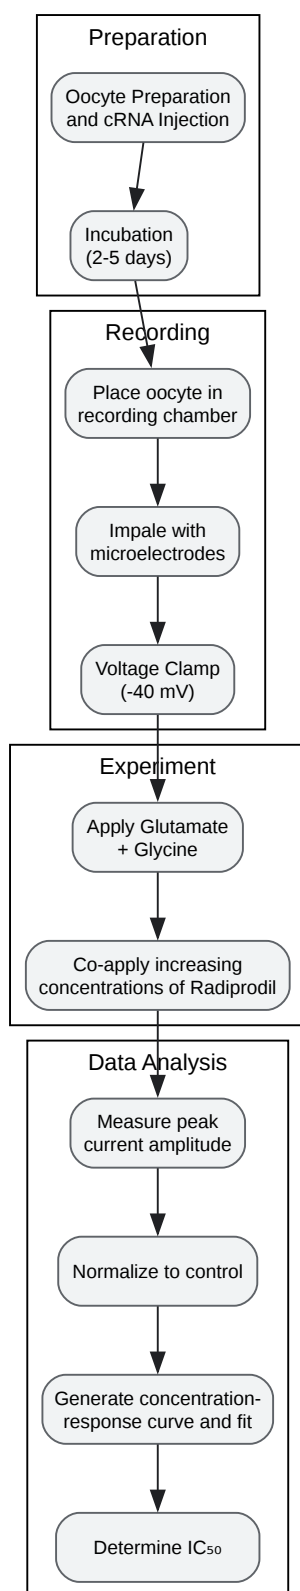 Preparation
Oocyte Preparation
and cRNA Injection
Incubation
(2-5 days)
Recording
Place oocyte in
recording chamber
Impale with
microelectrodes
Voltage Clamp
(-40 mV)
Experiment
Apply Glutamate
+ Glycine
Co-apply increasing
concentrations of Radiprodil
Data Analysis
Measure peak
current amplitude
Normalize to control
Generate concentration-
response curve and fit
Determine IC₅₀